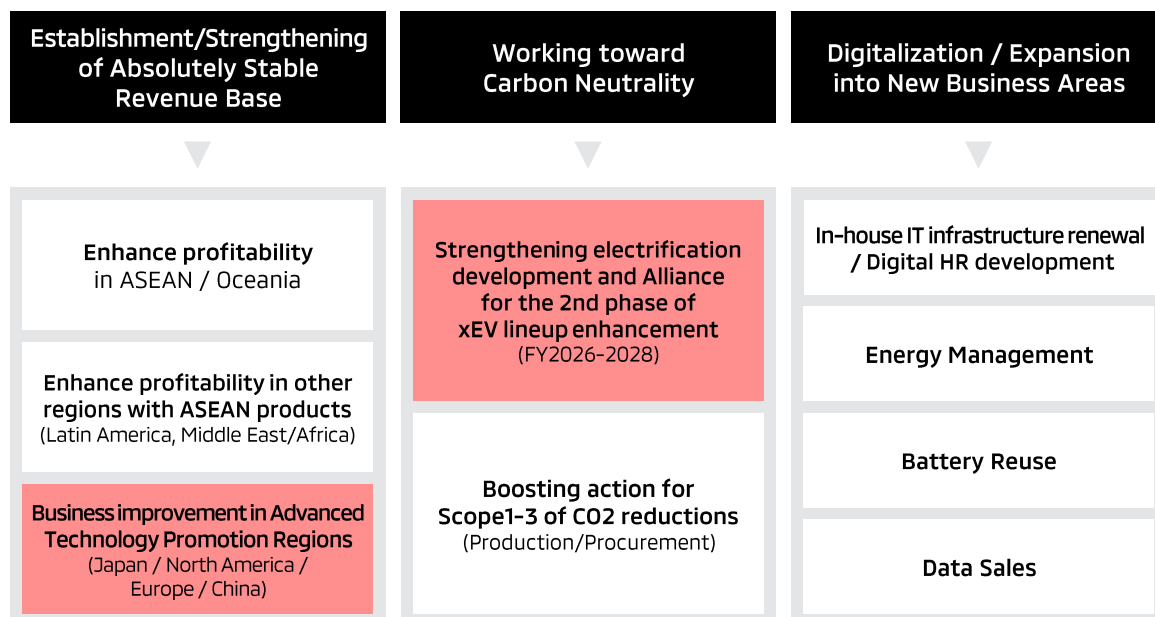 Establishment/Strengthening
of Absolutely Stable
Revenue Base
Enhance profitability
in ASEAN / Oceania
Enhance profitability in other
regions with ASEAN products
(Latin America, Middle East/Africa)
Business improvement in Advanced
Technology Promotion Regions
(Japan / North America /
Europe / China)
Working toward
Carbon Neutrality
Strengthening electrification
development and Alliance
for the 2nd phase of
xEV lineup enhancement
(FY2026-2028)
Boosting action for
Scope1-3 of CO2 reductions
(Production/Procurement)
Digitalization / Expansion
into New Business Areas
In-house IT infrastructure renewal
/ Digital HR development
Energy Management
Battery Reuse
Data Sales